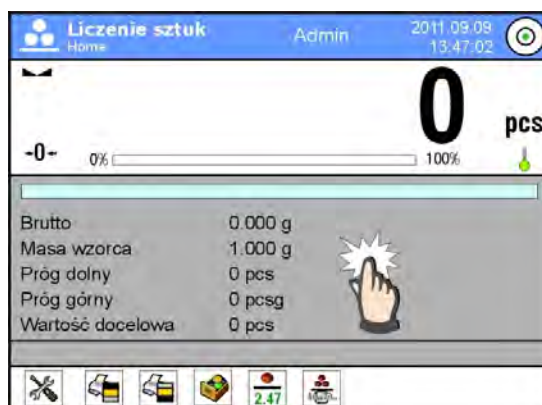 Liczenie sztuk
Home
Admin
2011.09.09
13:47:02
0 pcs
-0-
0% 100%
Brutto 0.000 g
Masa wzorca 1.000 g
Próg dolny 0 pcs
Próg górny 0 pcsg
Wartość docelowa 0 pcs
2.47